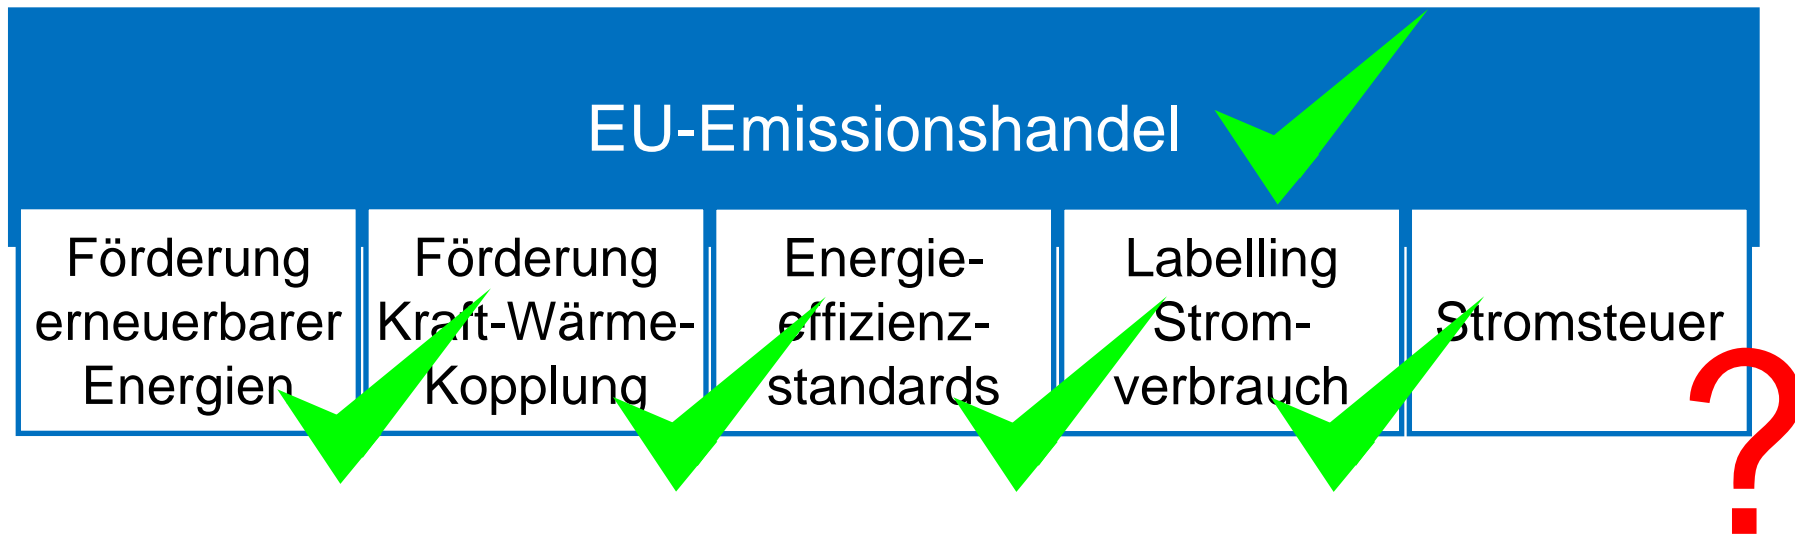 EU-Emissionshandel
Förderung
erneuerbarer
Energien
Förderung
Kraft-Wärme-
Kopplung
Energie-
effizienz-
standards
Labelling
Strom-
verbrauch
Stromsteuer
?